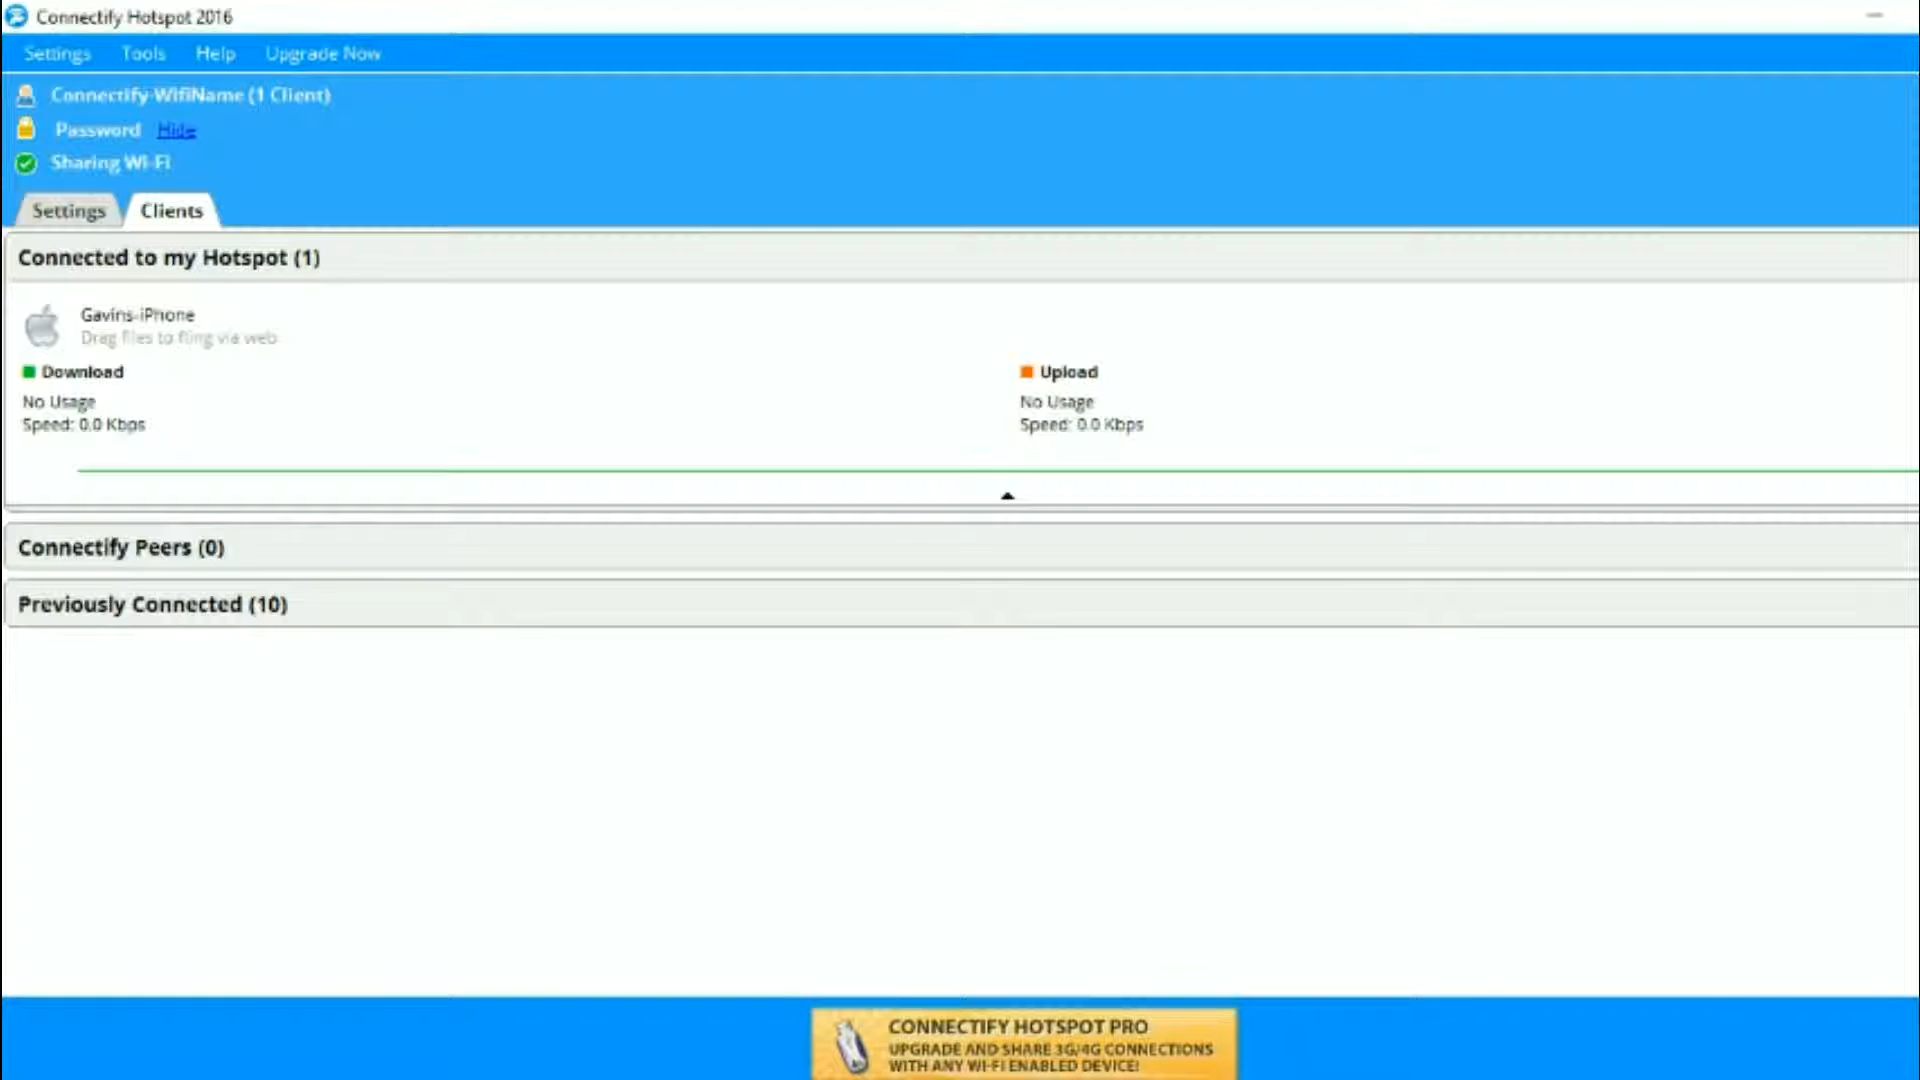 Connectify Hotspot 2016
Settings Tools Help Upgrade Now
Connectify-WifiName (1 Client)
Password Hide
Sharing Wi-Fi
Settings Clients
Connected to my Hotspot (1)
Gavins-iPhone
Drag files to fling via web
Download
No Usage
Speed: 0.0 Kbps
Upload
No Usage
Speed: 0.0 Kbps
Connectify Peers (0)
Previously Connected (10)
CONNECTIFY HOTSPOT PRO
UPGRADE AND SHARE 3G/4G CONNECTIONS
WITH ANY WI-FI ENABLED DEVICE!